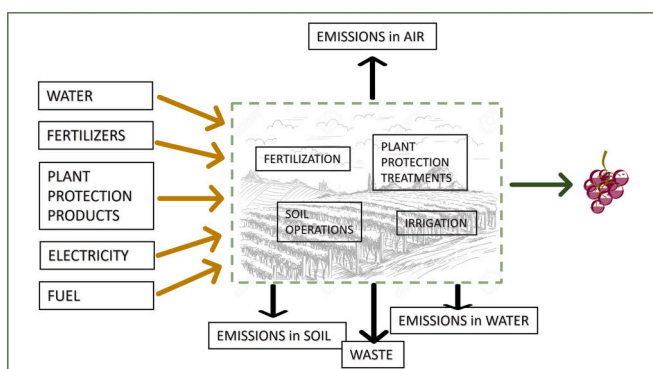 EMISSIONS in AIR
WATER
FERTILIZERS
PLANT
PROTECTION
PRODUCTS
ELECTRICITY
FUEL
FERTILIZATION
PLANT
PROTECTION
TREATMENTS
SOIL
OPERATIONS
IRRIGATION
EMISSIONS in SOIL
WASTE
EMISSIONS in WATER